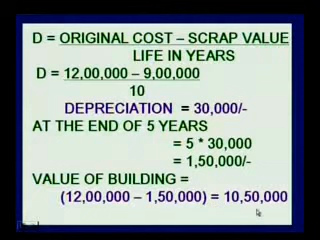 D = ORIGINAL COST – SCRAP VALUE
LIFE IN YEARS
D = 12,00,000 – 9,00,000
10
DEPRECIATION = 30,000/-
AT THE END OF 5 YEARS
= 5 * 30,000
= 1,50,000/-
VALUE OF BUILDING =
(12,00,000 – 1,50,000) = 10,50,000